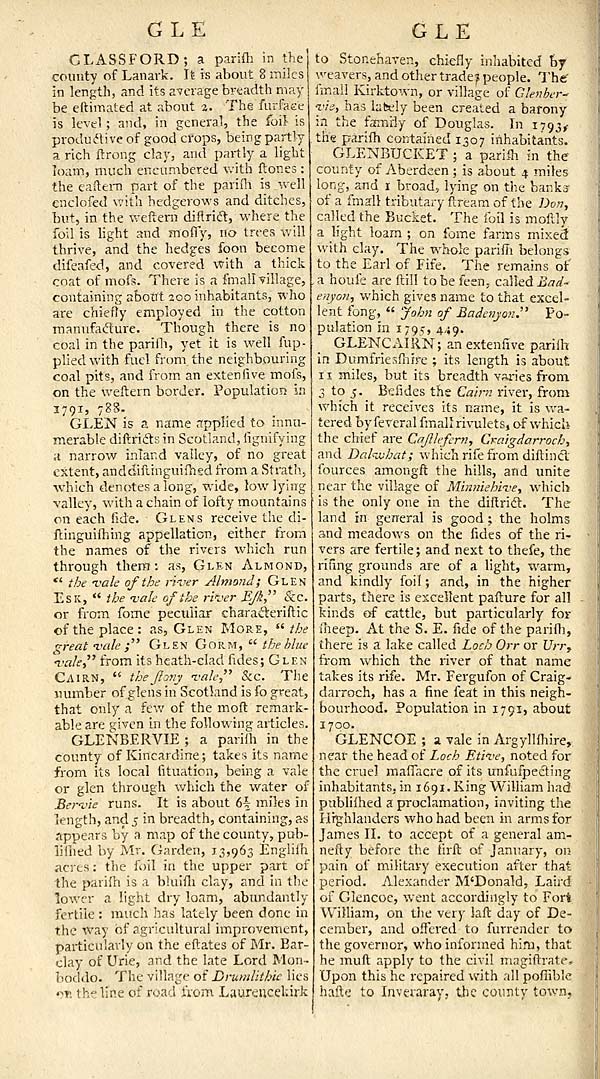 GLE
GLASSFORD ; a pariſh in the
county of Lanark. It is about 8 miles
in length, and its average breadth may
be eſtimated at about 2. The ſurface
is level ; and, in general, the ſoil is
productive of good crops, being partly
a rich ſtrong clay, and partly a light
loam, much encumbered with ſtones :
the eaſtern part of the pariſh is well
encloſed with hedgerows and ditches,
but, in the weſtern diſtrict, where the
ſoil is light and moſſy, no trees will
thrive, and the hedges ſoon become
diſeaſed, and covered with a thick
coat of moſs. There is a ſmall village,
containing about 200 inhabitants, who
are chiefly employed in the cotton
manufacture. Though there is no
coal in the pariſh, yet it is well ſup-
plied with fuel from the neighbouring
coal pits, and from an extenſive moſs,
on the weſtern border. Population in
1791, 788.
GLEN is a name applied to innu-
merable diſtricts in Scotland, ſignifying
a narrow inland valley, of no great
extent, and diſtinguiſhed from a Strath,
which denotes a long, wide, low lying
valley, with a chain of lofty mountains
on each ſide. GLENS receive the di-
ſtinguiſhing appellation, either from
the names of the rivers which run
through them : as, GLEN ALMOND,
“ the vale of the river Almond; GLEN
ESK, “ the vale of the river Eſk,” &c.
or from ſome peculiar characteriſtic
of the place : as, GLEN MORE, “ the
great vale ;” GLEN GORM, “ the blue
vale,” from its heath-clad ſides; GLEN
CAIRN, “ the ſtony vale,” &c. The
number of glens in Scotland is ſo great,
that only a few of the moſt remark-
able are given in the following articles.
GLENBERVIE ; a pariſh in the
county of Kincardine; takes its name
from its local ſituation, being a vale
or glen through which the water of
Bervie runs. It is about 6½ miles in
length, and 5 in breadth, containing, as
appears by a map of the county, pub-
liſhed by Mr. Garden, 13,963 Engliſh
acres : the ſoil in the upper part of
the pariſh is a bluiſh clay, and in the
lower a light dry loam, abundantly
fertile : much has lately been done in
the way of agricultural improvement,
particularly on the eſtates of Mr. Bar-
clay of Urie, and the late Lord Mon-
boddo. The village of Drumlithie lies
on the line of road from Laurencekirk
GLE
to Stonehaven, chiefly inhabited by
weavers, and other trades people. The
ſmall Kirktown, or village of Glenber-
vie, has lately been created a barony
in the family of Douglas. In 1793,
the pariſh contained 1307 inhabitants.
GLENBUCKET ; a pariſh in the
county of Aberdeen ; is about 4 miles
long, and 1 broad, lying on the banks
of a ſmall tributary ſtream of the Don,
called the Bucket. The ſoil is moſtly
a light loam ; on ſome farms mixed
with clay. The whole pariſh belongs
to the Earl of Fife. The remains of
a houſe are ſtill to be ſeen, called Bad-
enyon, which gives name to that excel-
lent ſong, “ John of Badenyon.” Po-
pulation in 1795, 449.
GLENCAIRN; an extenſive pariſh
in Dumfriesſhire ; its length is about
11 miles, but its breadth varies from
3 to 5. Beſides the Cairn river, from
which it receives its name, it is wa-
tered by ſeveral ſmall rivulets, of which
the chief are Caſtlefern, Craigdarroch,
and Dalwhat; which riſe from diſtinct
ſources amongſt the hills, and unite
near the village of Minniehive, which
is the only one in the diſtrict. The
land in general is good ; the holms
and meadows on the ſides of the ri-
vers are fertile; and next to theſe, the
riſing grounds are of a light, warm,
and kindly ſoil; and, in the higher
parts, there is excellent paſture for all
kinds of cattle, but particularly for
ſheep. At the S. E. ſide of the pariſh,
there is a lake called Loch Orr or Urr,
from which the river of that name
takes its riſe. Mr. Ferguſon of Craig-
darroch, has a fine ſeat in this neigh-
bourhood. Population in 1791, about
1700.
GLENCOE ; a vale in Argyllſhire,
near the head of Loch Etive, noted for
the cruel maſſacre of its unſuſpecting
inhabitants, in 1691. King William had
publiſhed a proclamation, inviting the
Highlanders who had been in arms for
James II. to accept of a general am-
neſty before the firſt of January, on
pain of military execution after that
period. Alexander M‘Donald, Laird
of Glencoe, went accordingly to Fort
William, on the very laſt day of De-
cember, and offered to ſurrender to
the governor, who informed him, that
he muſt apply to the civil magiſtrate.
Upon this he repaired with all poſſible
haſte to Inveraray, the county town,